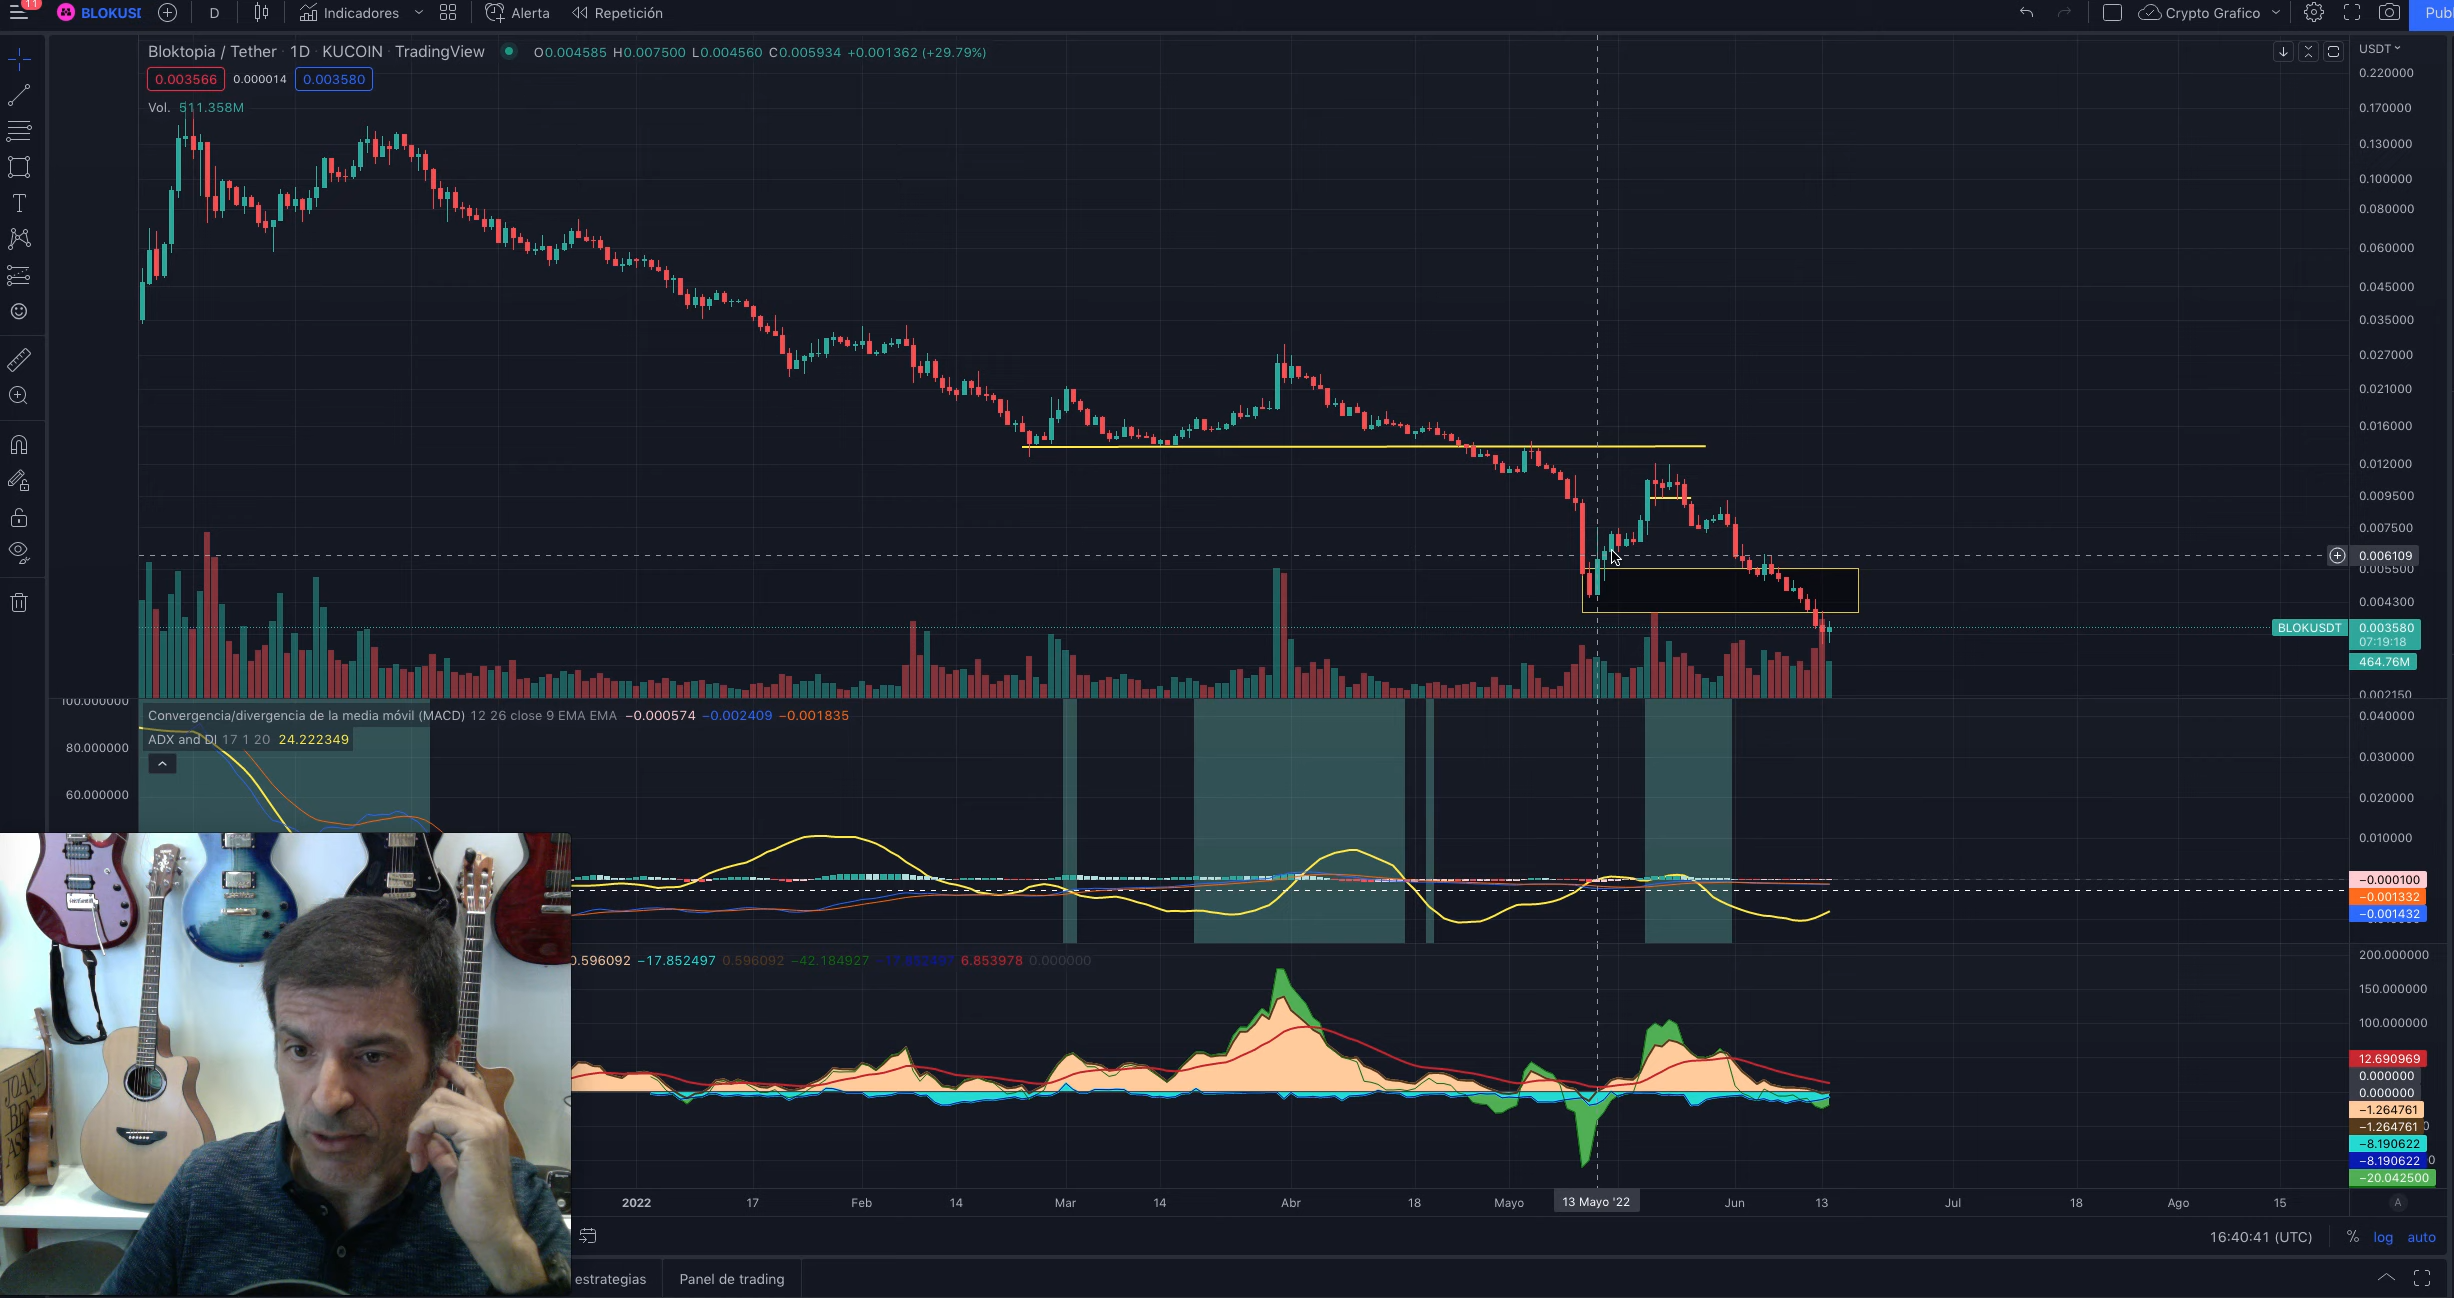 11
BLOKUSI
D
Indicadores
Alerta
Repetición
Crypto Grafico
Publ
Bloktopia / Tether · 1D · KUCOIN · TradingView
O0.004585 H0.007500 L0.004560 C0.005934 +0.001362 (+29.79%)
USDT
0.003566 0.000014 0.003580
Vol. 511.358M
0.220000
0.170000
0.130000
0.100000
0.080000
0.060000
0.045000
0.035000
0.027000
0.021000
0.016000
0.012000
0.009500
0.007500
0.006109
0.005500
0.004300
BLOKUSDT 0.003580
07:19:18
464.76M
0.002150
100.000000
Convergencia/divergencia de la media móvil (MACD) 12 26 close 9 EMA EMA −0.000574 −0.002409 −0.001835
ADX and DI 17 1 20 24.222349
80.000000
60.000000
0.040000
0.030000
0.020000
0.010000
−0.000100
−0.001332
−0.001432
0.596092 −17.852497 0.596092 −42.184927 −17.852497 6.853978 0.000000
200.000000
150.000000
100.000000
12.690969
0.000000
0.000000
−1.264761
−1.264761
−8.190622
−8.190622
−20.042500
2022
17
Feb
14
Mar
14
Abr
18
Mayo
13 Mayo '22
Jun
13
Jul
18
Ago
15
A
16:40:41 (UTC)
%
log
auto
estrategias
Panel de trading